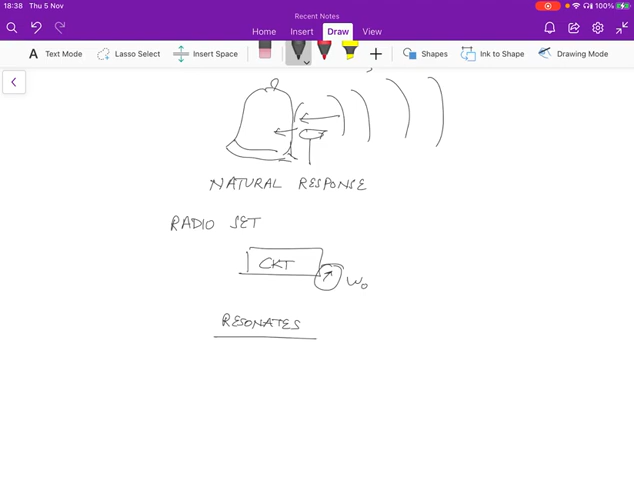 18:38 Thu 5 Nov
100%
Recent Notes
Home Insert Draw View
Text Mode Lasso Select Insert Space Shapes Ink to Shape Drawing Mode
NATURAL RESPONSE
RADIO SET
CKT
W₀
RESONATES